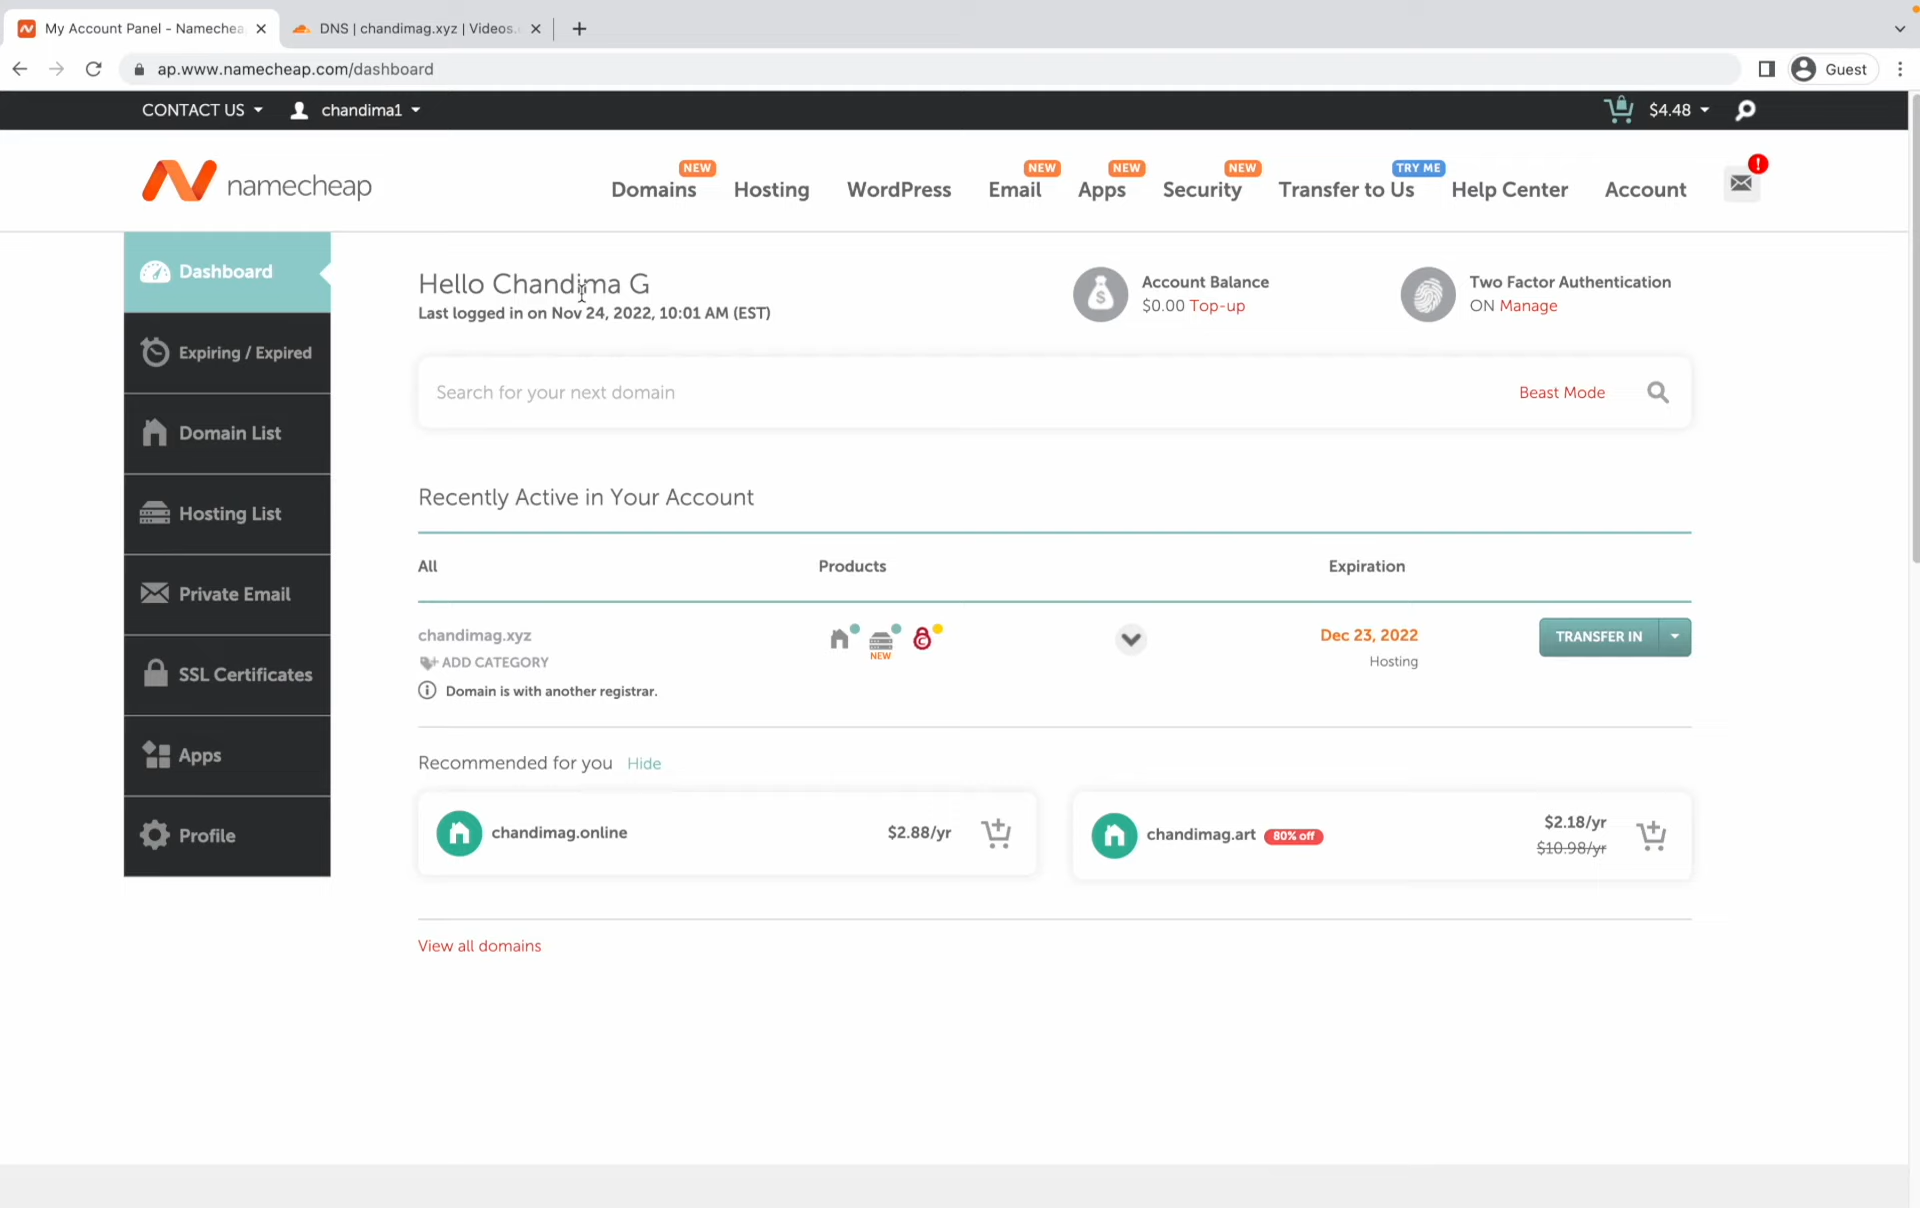 My Account Panel - Namechea
DNS | chandimag.xyz | Videos.
ap.www.namecheap.com/dashboard
Guest
CONTACT US
chandima1
$4.48
namecheap
NEW
Domains
Hosting
WordPress
NEW
Email
NEW
Apps
NEW
Security
TRY ME
Transfer to Us
Help Center
Account
!
Dashboard
Expiring / Expired
Domain List
Hosting List
Private Email
SSL Certificates
Apps
Profile
Hello Chandima G
Last logged in on Nov 24, 2022, 10:01 AM (EST)
Account Balance
$0.00 Top-up
Two Factor Authentication
ON Manage
Search for your next domain
Beast Mode
Recently Active in Your Account
All
Products
Expiration
chandimag.xyz
ADD CATEGORY
Domain is with another registrar.
NEW
Dec 23, 2022
Hosting
TRANSFER IN
Recommended for you Hide
chandimag.online
$2.88/yr
chandimag.art 80% off
$2.18/yr
$10.98/yr
View all domains